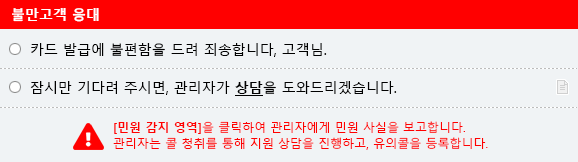 불만고객 응대
카드 발급에 불편함을 드려 죄송합니다, 고객님.
잠시만 기다려 주시면, 관리자가 상담을 도와드리겠습니다.
[민원 감지 영역]을 클릭하여 관리자에게 민원 사실을 보고합니다.
관리자는 콜 청취를 통해 지원 상담을 진행하고, 유의콜을 등록합니다.